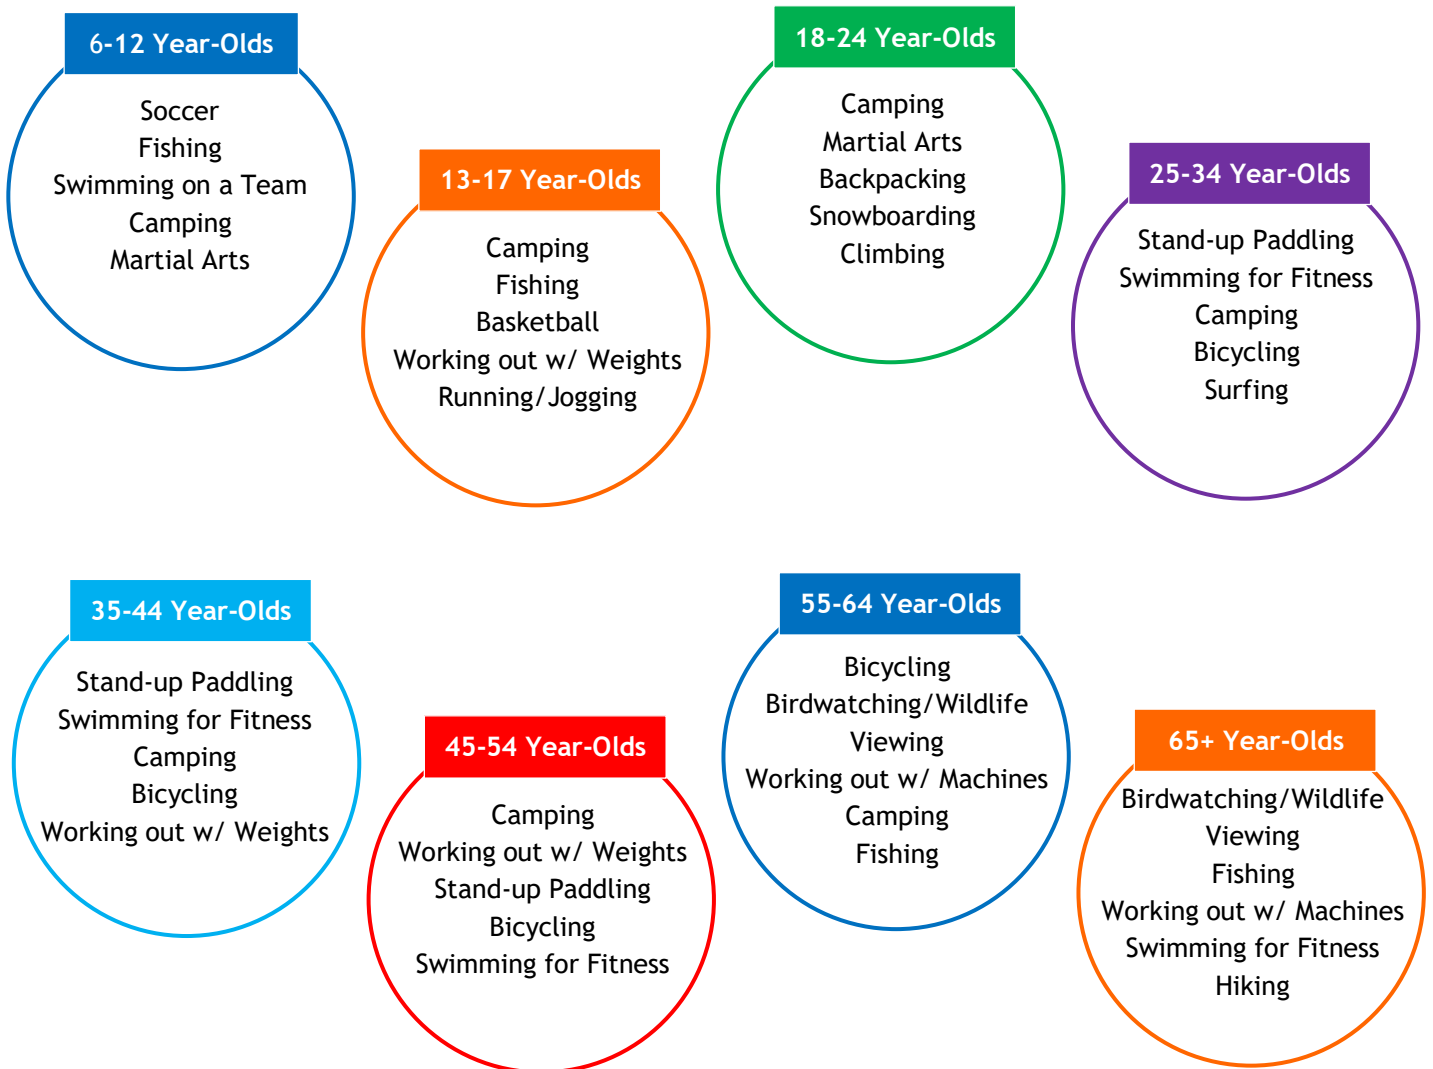 6-12 Year-Olds
Soccer
Fishing
Swimming on a Team
Camping
Martial Arts
13-17 Year-Olds
Camping
Fishing
Basketball
Working out w/ Weights
Running/Jogging
18-24 Year-Olds
Camping
Martial Arts
Backpacking
Snowboarding
Climbing
25-34 Year-Olds
Stand-up Paddling
Swimming for Fitness
Camping
Bicycling
Surfing
35-44 Year-Olds
Stand-up Paddling
Swimming for Fitness
Camping
Bicycling
Working out w/ Weights
45-54 Year-Olds
Camping
Working out w/ Weights
Stand-up Paddling
Bicycling
Swimming for Fitness
55-64 Year-Olds
Bicycling
Birdwatching/Wildlife
Viewing
Working out w/ Machines
Camping
Fishing
65+ Year-Olds
Birdwatching/Wildlife
Viewing
Fishing
Working out w/ Machines
Swimming for Fitness
Hiking